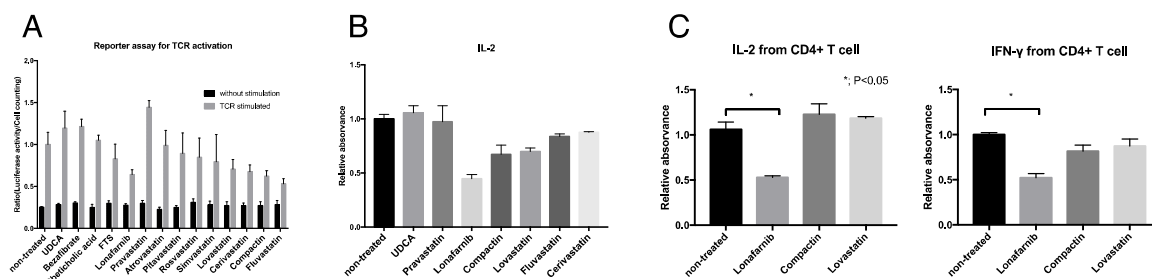 A
Reporter assay for TCR activation
Ratio(Luciferase activity/Cell counting)
2.0
1.5
1.0
0.5
0.0
without stimulation
TCR stimulated
non-treated
UDCA
Bezafibrate
FTS
Lonafarnib
Pravastatin
Atrovastatin
Pitavastatin
Rosvastatin
Simvastatin
Lovastatin
Cerivastatin
Compactin
Fluvastatin
B
IL-2
Relative absorvance
1.5
1.0
0.5
0.0
non-treated
UDCA
Pravastatin
Lonafarnib
Compactin
Lovastatin
Fluvastatin
Cerivastatin
C
IL-2 from CD4+ T cell
*; P<0.05
Relative absorvance
1.5
1.0
0.5
0.0
*
non-treated
Lonafarnib
Compactin
Lovastatin
IFN-γ from CD4+ T cell
Relative absorvance
1.5
1.0
0.5
0.0
*
non-treated
Lonafarnib
Compactin
Lovastatin